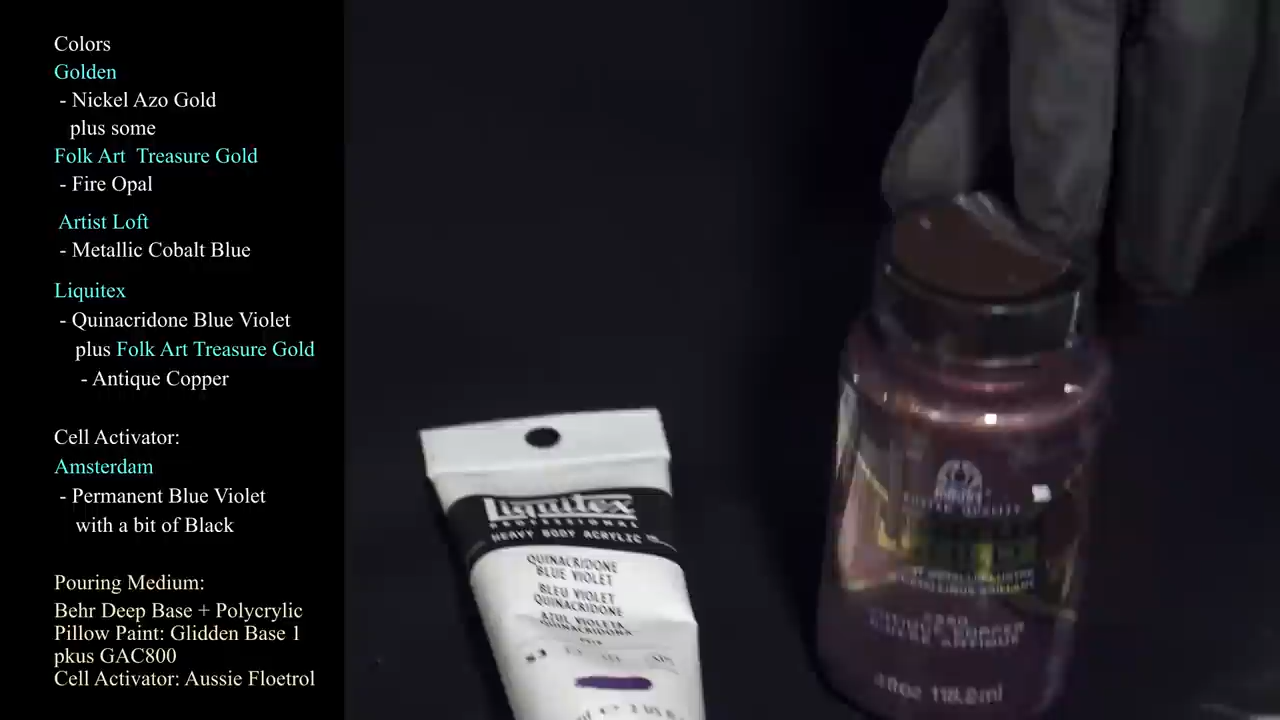 Colors
Golden
- Nickel Azo Gold
plus some
Folk Art Treasure Gold
- Fire Opal
Artist Loft
- Metallic Cobalt Blue
Liquitex
- Quinacridone Blue Violet
plus Folk Art Treasure Gold
- Antique Copper
Cell Activator:
Amsterdam
- Permanent Blue Violet
with a bit of Black
Pouring Medium:
Behr Deep Base + Polycrylic
Pillow Paint: Glidden Base 1
pkus GAC800
Cell Activator: Aussie Floetrol
Liquitex
PROFESSIONAL
HEAVY BODY ACRYLIC
QUINACRIDONE
BLUE VIOLET
BLEU VIOLET
QUINACRIDONE
AZUL VIOLETA
QUINACRIDONA
118.2ml